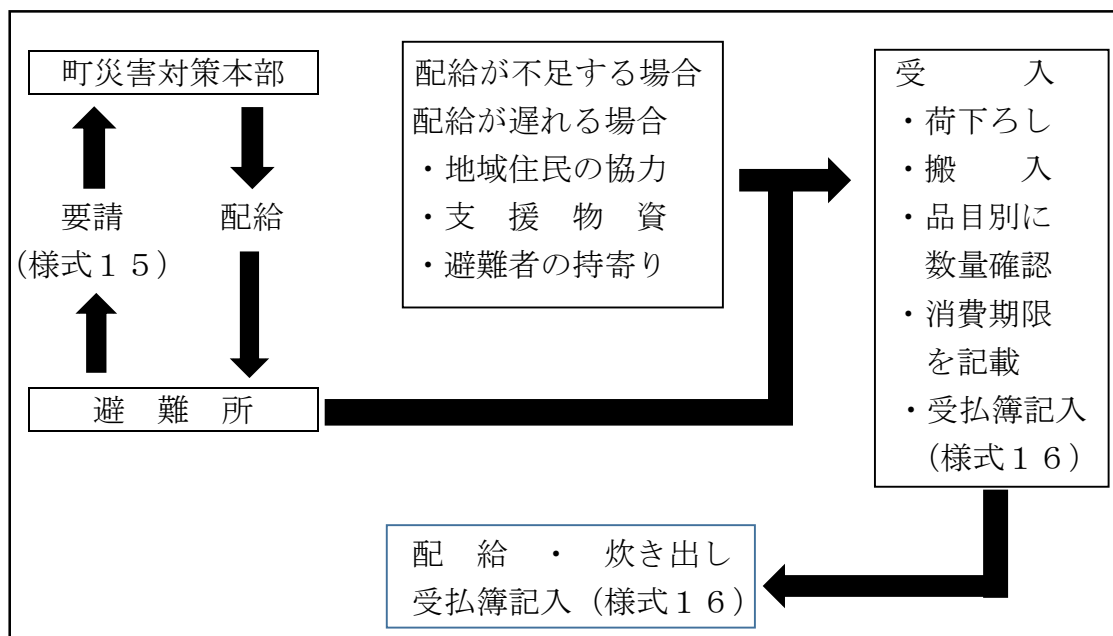 町災害対策本部
要請
(様式１５)
配給
避　難　所
配給が不足する場合
配給が遅れる場合
・地域住民の協力
・支　援　物　資
・避難者の持寄り
受　　　入
・荷下ろし
・搬　　入
・品目別に
数量確認
・消費期限
を記載
・受払簿記入
(様式１６)
配　給　・　炊き出し
受払簿記入（様式１６）